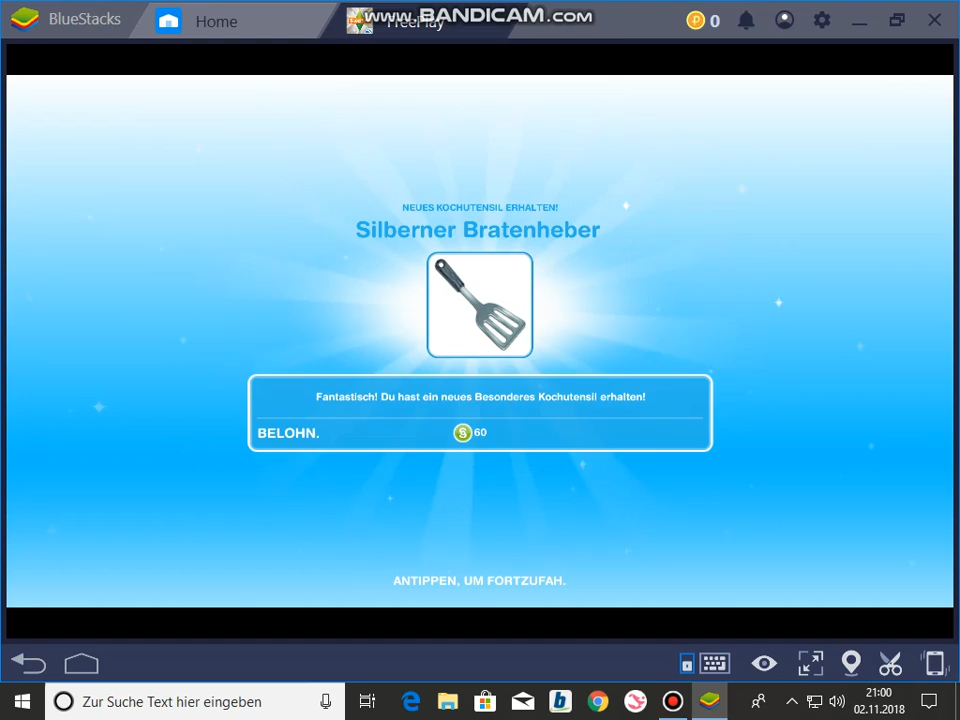 BlueStacks
Home
www.BANDICAM.com
FreePlay
0
NEUES KOCHUTENSIL ERHALTEN!
Silberner Bratenheber
Fantastisch! Du hast ein neues Besonderes Kochutensil erhalten!
BELOHN.
60
ANTIPPEN, UM FORTZUFAH.
Zur Suche Text hier eingeben
21:00
02.11.2018